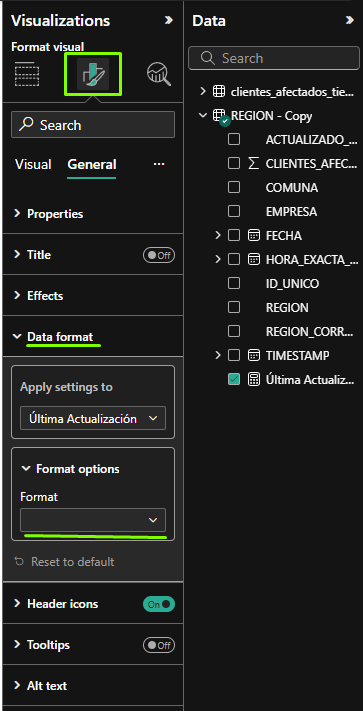 Visualizations
Format visual
Search
Visual
General
Properties
Title
Off
Effects
Data format
Apply settings to
Última Actualización
Format options
Format
Reset to default
Header icons
On
Tooltips
Off
Alt text
Data
Search
clientes_afectados_tie...
REGION - Copy
ACTUALIZADO_...
CLIENTES_AFEC...
COMUNA
EMPRESA
FECHA
HORA_EXACTA_...
ID_UNICO
REGION
REGION_CORR...
TIMESTAMP
Última Actualiz...